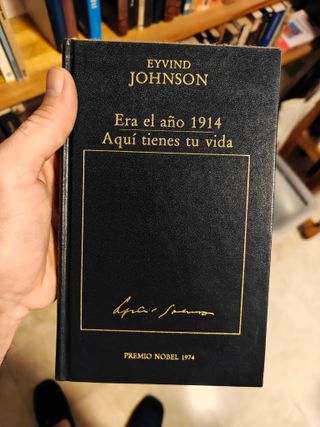 EYVIND
JOHNSON
Era el año 1914
Aquí tienes tu vida
PREMIO NOBEL 1974